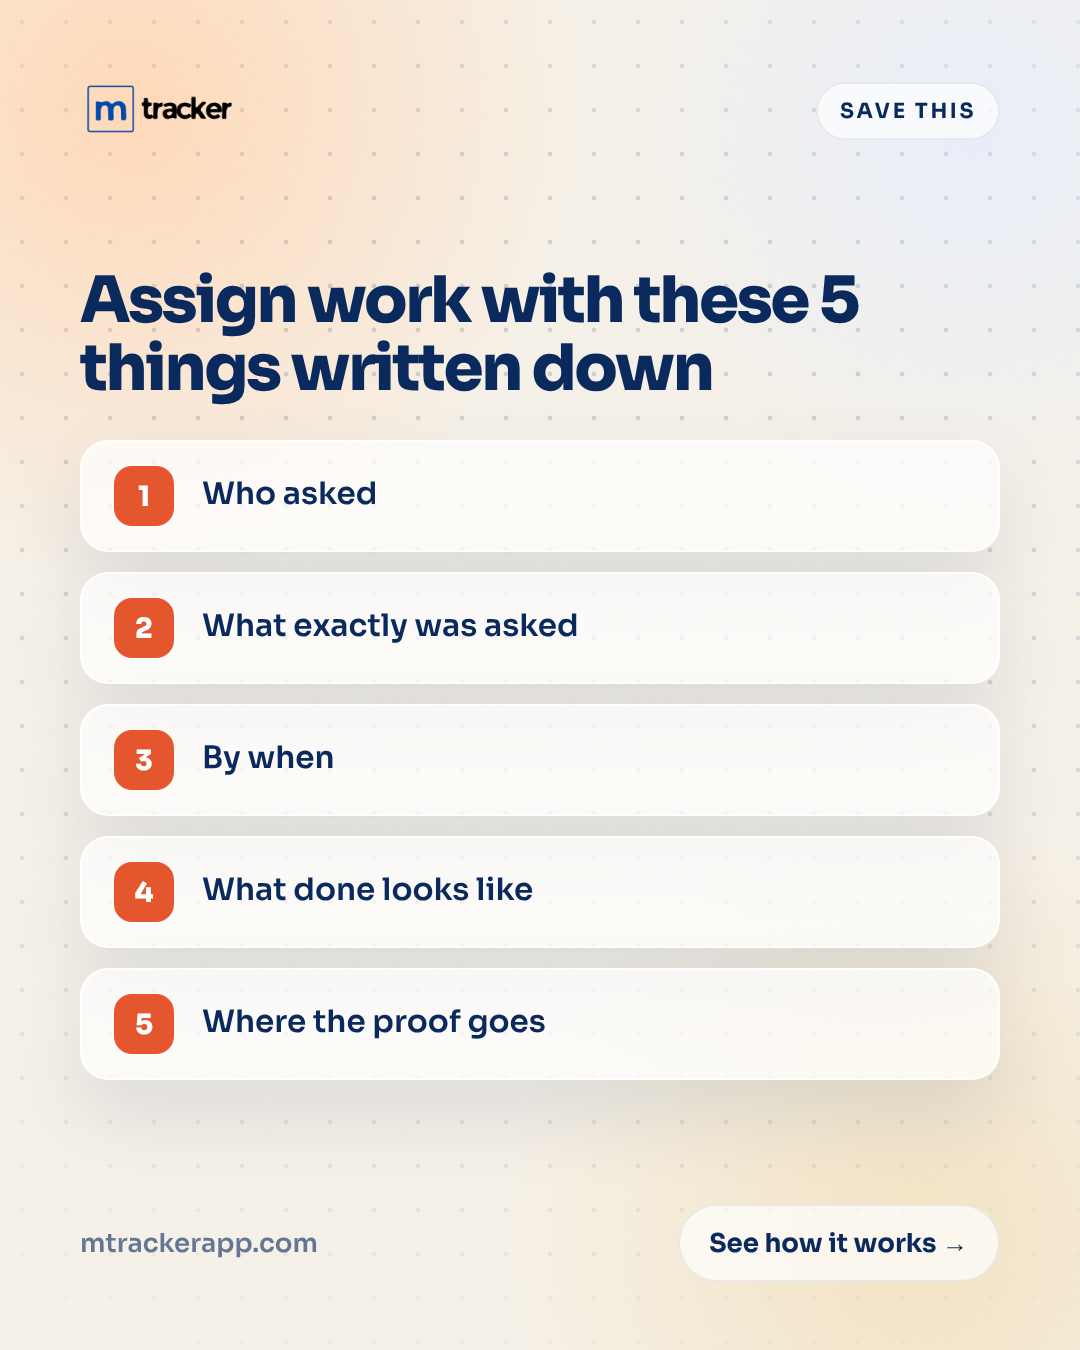 m tracker
SAVE THIS
Assign work with these 5
things written down
1 Who asked
2 What exactly was asked
3 By when
4 What done looks like
5 Where the proof goes
mtrackerapp.com
See how it works →